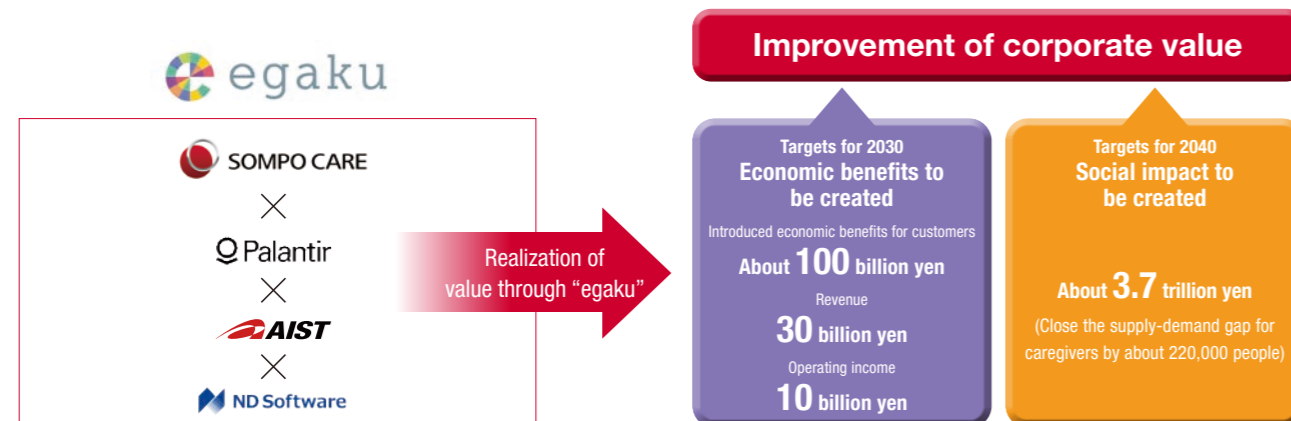 egaku
SOMPO CARE
×
Palantir
×
AIST
×
ND Software
Realization of
value through “egaku”
Improvement of corporate value
Targets for 2030
Economic benefits to
be created
Introduced economic benefits for customers
About 100 billion yen
Revenue
30 billion yen
Operating income
10 billion yen
Targets for 2040
Social impact to
be created
About 3.7 trillion yen
(Close the supply-demand gap for
caregivers by about 220,000 people)